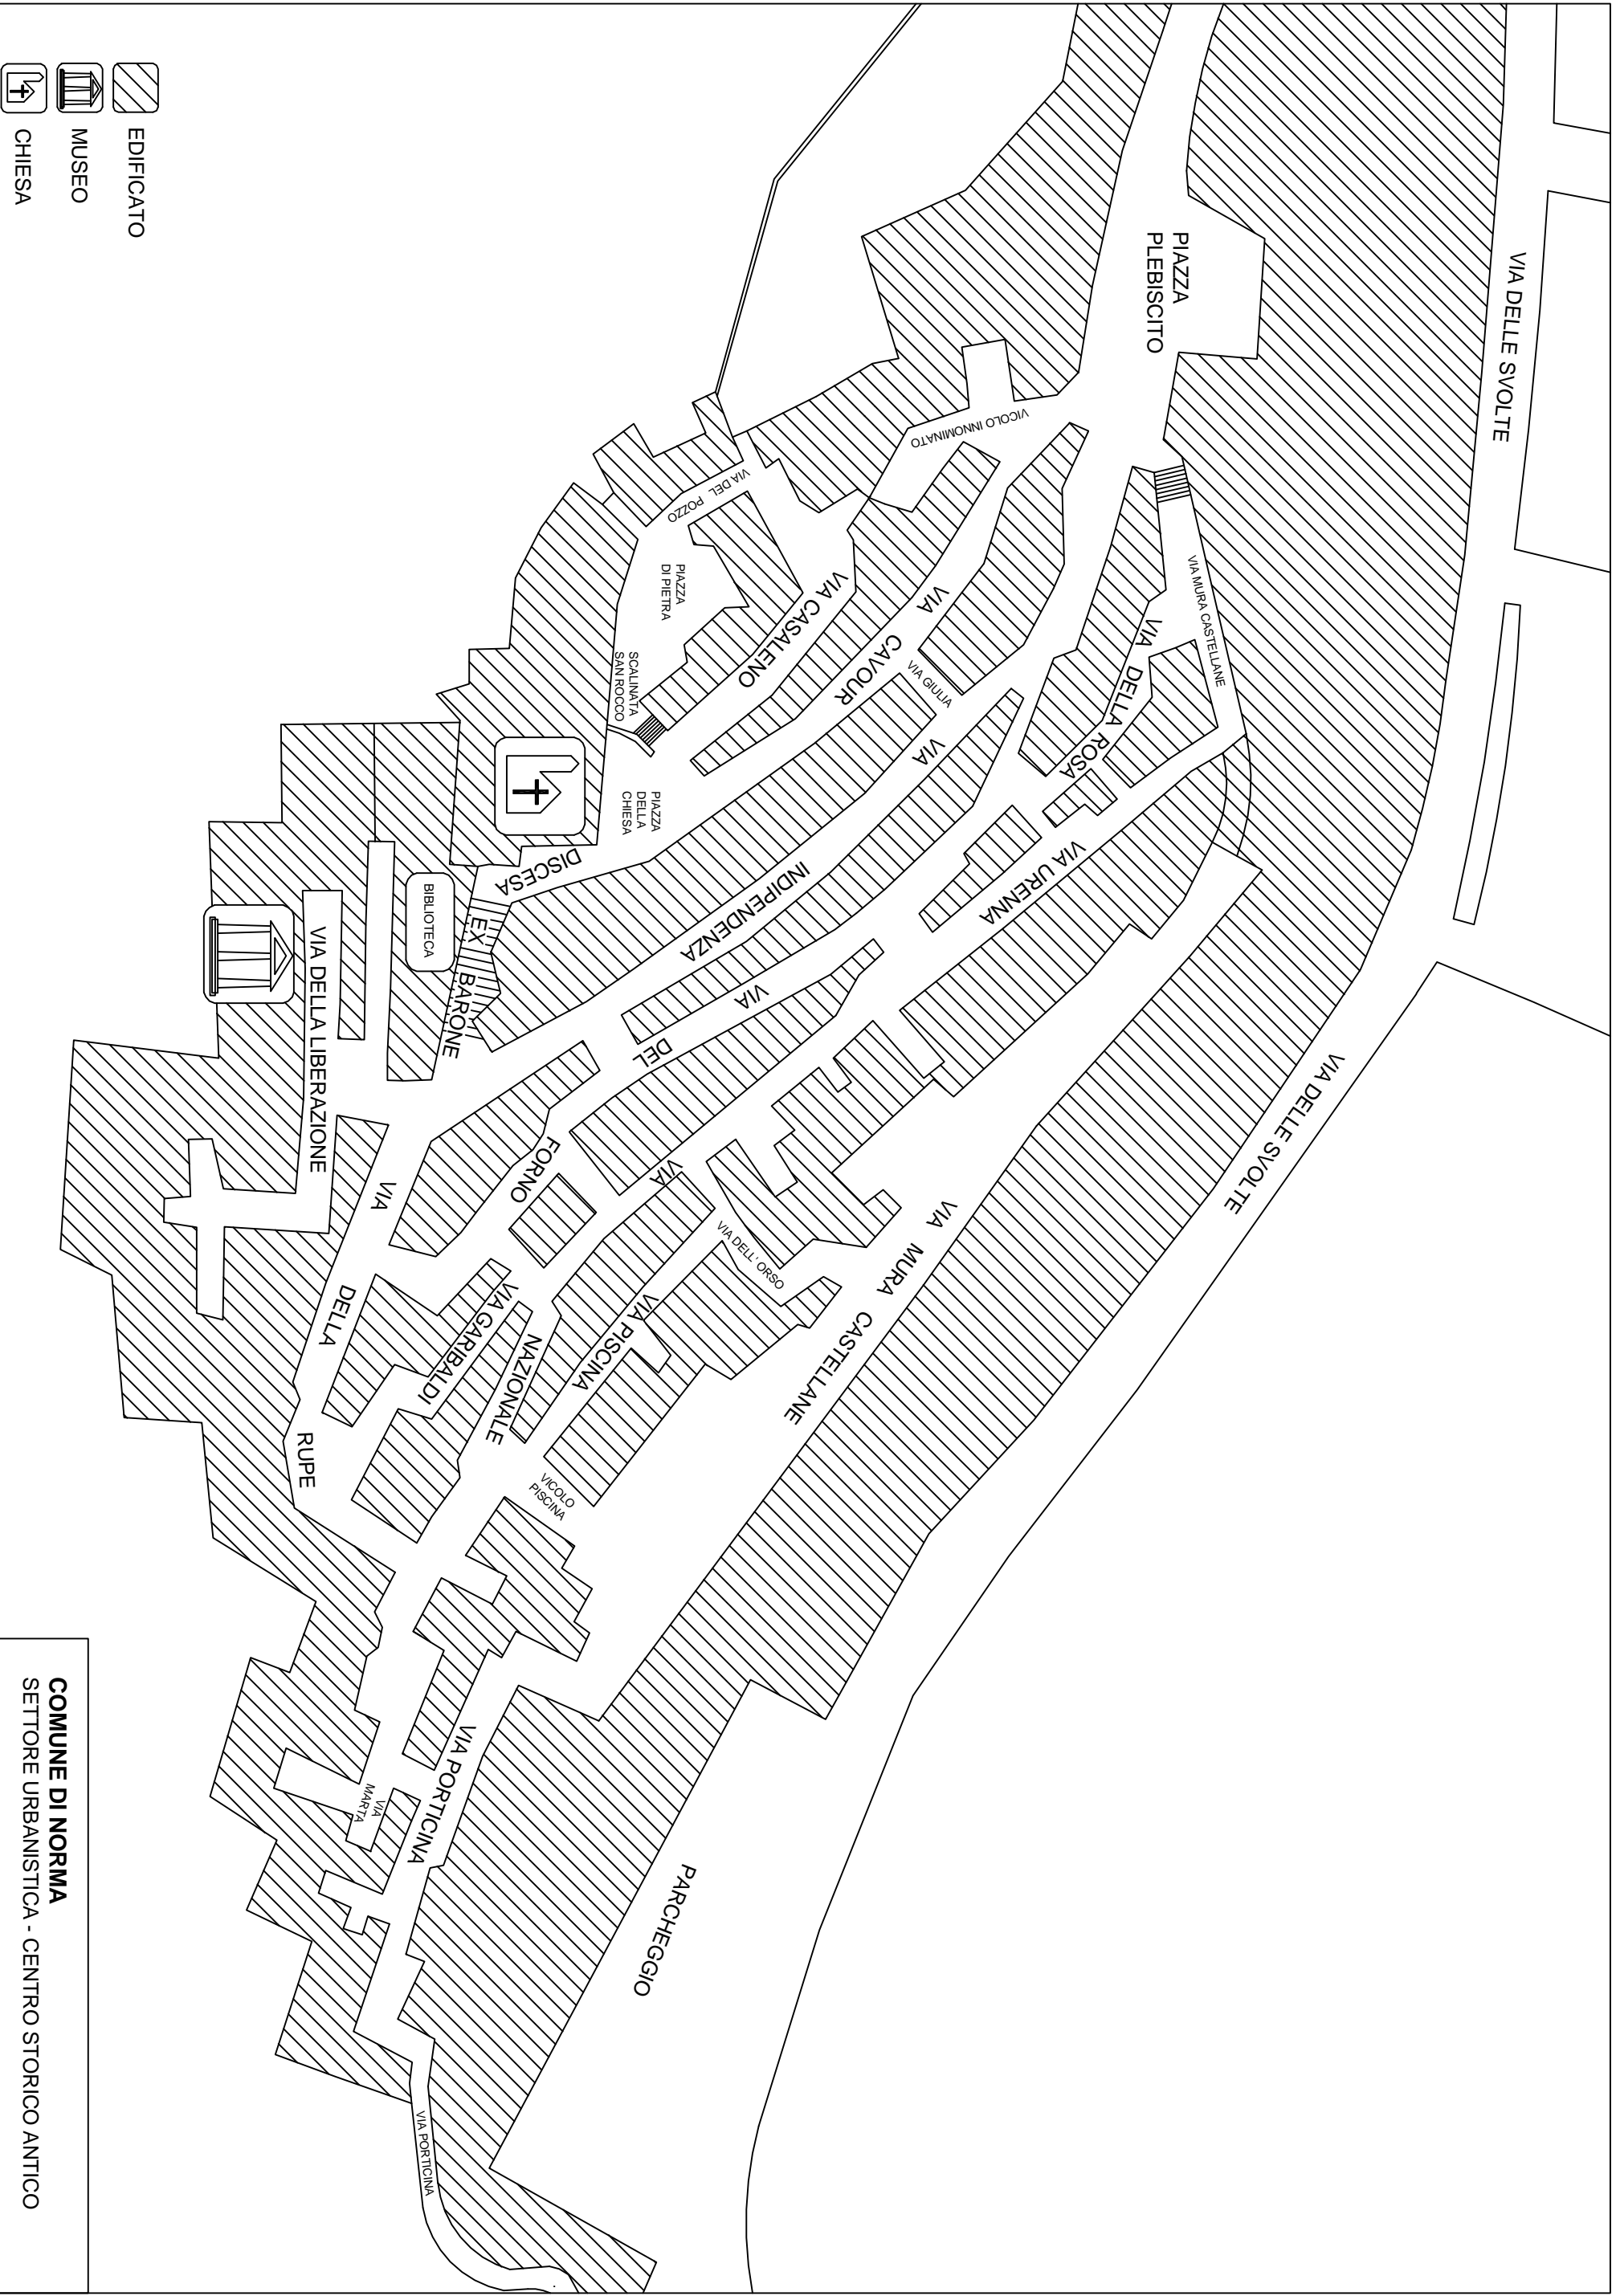 VIA DELLE SVOLTE
PIAZZA
PLEBISCITO
VICOLO INNOMINATO
VIA MURA CASTELLANE
VIA DEL POZZO
PIAZZA
DI PIETRA
VIA CASALENO
VIA CAVOUR
VIA GIULIA
VIA DELLA ROSA
SCALINATA
SAN ROCCO
PIAZZA
DELLA
CHIESA
VIA INDIPENDENZA
VIA URENNA
DISCESA EX BARONE
BIBLIOTECA
VIA DELLA LIBERAZIONE
VIA DEL FORNO
VIA DELLE SVOLTE
VIA MURA CASTELLANE
VIA DELL' ORSO
VIA NAZIONALE
VIA PISCINA
VIA GARIBALDI
VIA DELLA RUPE
VICOLO
PISCINA
VIA PORTICINA
VIA
MARTA
PARCHEGGIO
VIA PORTICINA
EDIFICATO
MUSEO
CHIESA
COMUNE DI NORMA
SETTORE URBANISTICA - CENTRO STORICO ANTICO